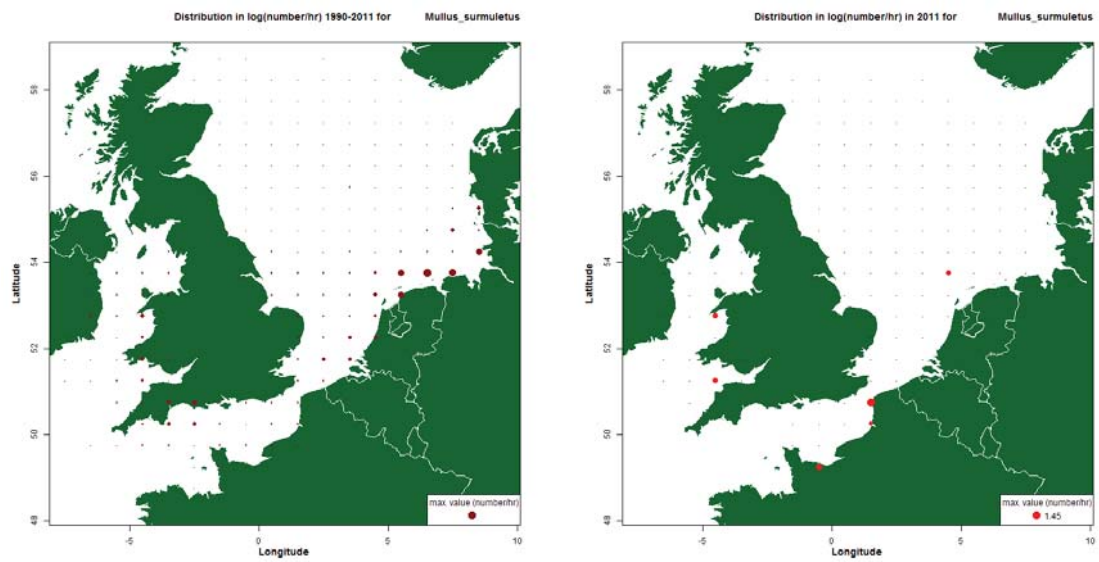 Distribution in log(number/hr) 1990-2011 for Mullus_surmuletus
58
56
54
52
50
48
Latitude
-5
0
5
10
Longitude
max value (number/hr)
Distribution in log(number/hr) in 2011 for Mullus_surmuletus
58
56
54
52
50
48
Latitude
-5
0
5
10
Longitude
max value (number/hr)
1.45